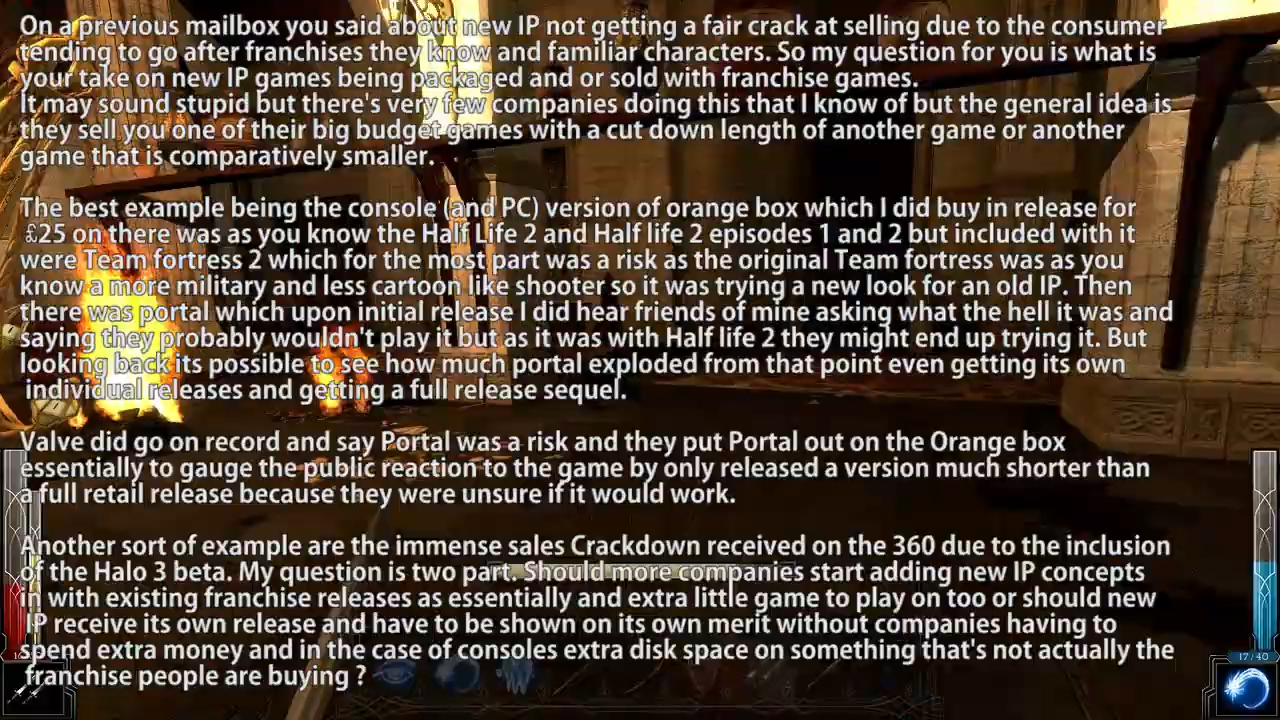 On a previous mailbox you said about new IP not getting a fair crack at selling due to the consumer
tending to go after franchises they know and familiar characters. So my question for you is what is
your take on new IP games being packaged and or sold with franchise games.
It may sound stupid but there's very few companies doing this that I know of but the general idea is
they sell you one of their big budget games with a cut down length of another game or another
game that is comparatively smaller.
The best example being the console (and PC) version of orange box which I did buy in release for
£25 on there was as you know the Half Life 2 and Half life 2 episodes 1 and 2 but included with it
were Team fortress 2 which for the most part was a risk as the original Team fortress was as you
know a more military and less cartoon like shooter so it was trying a new look for an old IP. Then
there was portal which upon initial release I did hear friends of mine asking what the hell it was and
saying they probably wouldn't play it but as it was with Half life 2 they might end up trying it. But
looking back its possible to see how much portal exploded from that point even getting its own
individual releases and getting a full release sequel.
Valve did go on record and say Portal was a risk and they put Portal out on the Orange box
essentially to gauge the public reaction to the game by only released a version much shorter than
a full retail release because they were unsure if it would work.
Another sort of example are the immense sales Crackdown received on the 360 due to the inclusion
of the Halo 3 beta. My question is two part. Should more companies start adding new IP concepts
in with existing franchise releases as essentially and extra little game to play on too or should new
IP receive its own release and have to be shown on its own merit without companies having to
spend extra money and in the case of consoles extra disk space on something that's not actually the
franchise people are buying ?
17/40